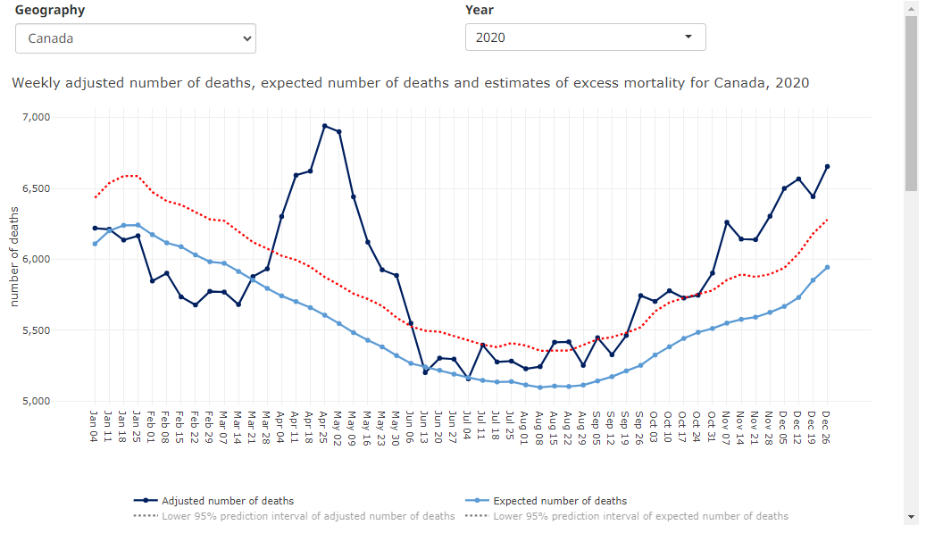 Geography
Year
Canada
2020
Weekly adjusted number of deaths, expected number of deaths and estimates of excess mortality for Canada, 2020
7,000
6,500
6,000
5,500
5,000
number of deaths
Jan 04
Jan 11
Jan 18
Jan 25
Feb 01
Feb 08
Feb 15
Feb 22
Feb 29
Mar 07
Mar 14
Mar 21
Mar 28
Apr 04
Apr 11
Apr 18
Apr 25
May 02
May 09
May 16
May 23
May 30
Jun 06
Jun 13
Jun 20
Jun 27
Jul 04
Jul 11
Jul 18
Jul 25
Aug 01
Aug 08
Aug 15
Aug 22
Aug 29
Sep 05
Sep 12
Sep 19
Sep 26
Oct 03
Oct 10
Oct 17
Oct 24
Oct 31
Nov 07
Nov 14
Nov 21
Nov 28
Dec 05
Dec 12
Dec 19
Dec 26
Adjusted number of deaths
Expected number of deaths
Lower 95% prediction interval of adjusted number of deaths
Lower 95% prediction interval of expected number of deaths